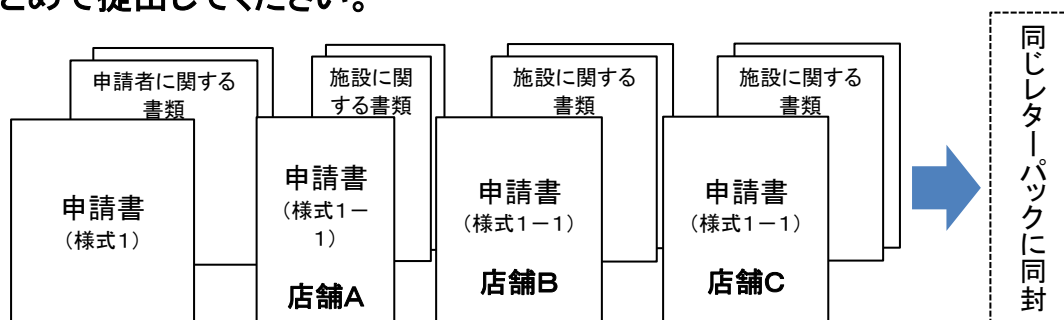 とめて提出してください。
申請者に関する
書類
申請書
(様式1)
施設に関
する書類
申請書
(様式1－
1)
店舗A
施設に関する
書類
申請書
(様式1－1)
店舗B
施設に関する
書類
申請書
(様式1－1)
店舗C
同じレターパックに同封